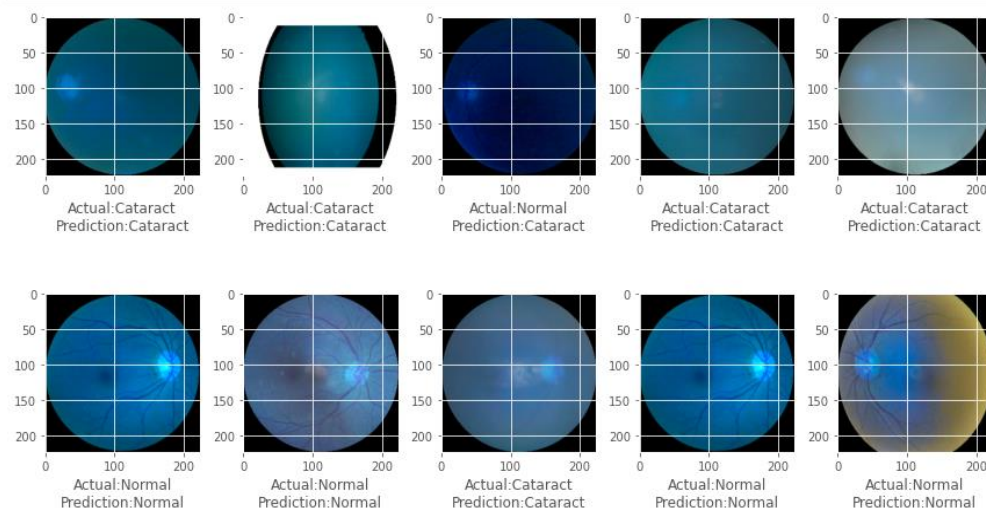 0 0 0 0 0
50 50 50 50 50
100 100 100 100 100
150 150 150 150 150
200 200 200 200 200
0 100 200 0 100 200 0 100 200 0 100 200 0 100 200
Actual:Cataract Actual:Cataract Actual:Normal Actual:Cataract Actual:Cataract
Prediction:Cataract Prediction:Cataract Prediction:Cataract Prediction:Cataract Prediction:Cataract
0 0 0 0 0
50 50 50 50 50
100 100 100 100 100
150 150 150 150 150
200 200 200 200 200
0 100 200 0 100 200 0 100 200 0 100 200 0 100 200
Actual:Normal Actual:Normal Actual:Cataract Actual:Normal Actual:Normal
Prediction:Normal Prediction:Normal Prediction:Cataract Prediction:Normal Prediction:Normal